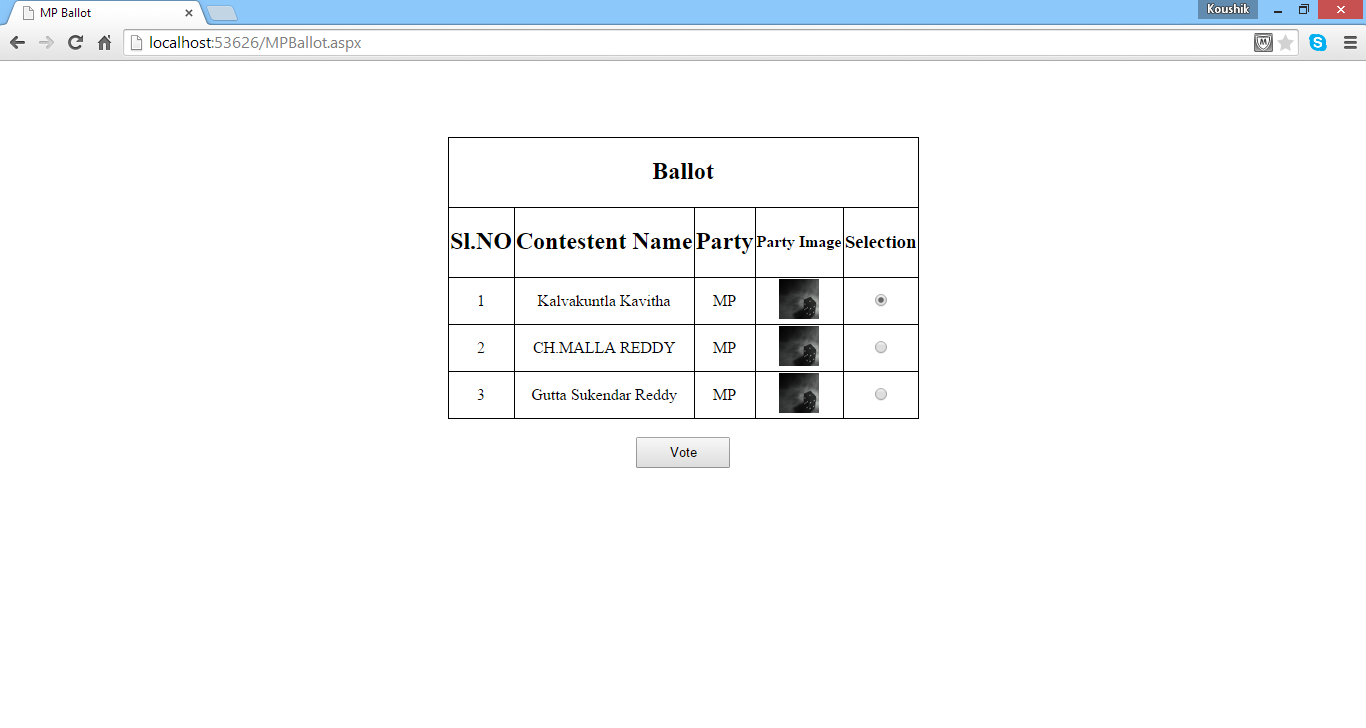 MP Ballot
Koushik
localhost:53626/MPBallot.aspx
Ballot
Sl.NO Contestent Name Party Party Image Selection
1 Kalvakuntla Kavitha MP
2 CH.MALLA REDDY MP
3 Gutta Sukendar Reddy MP
Vote